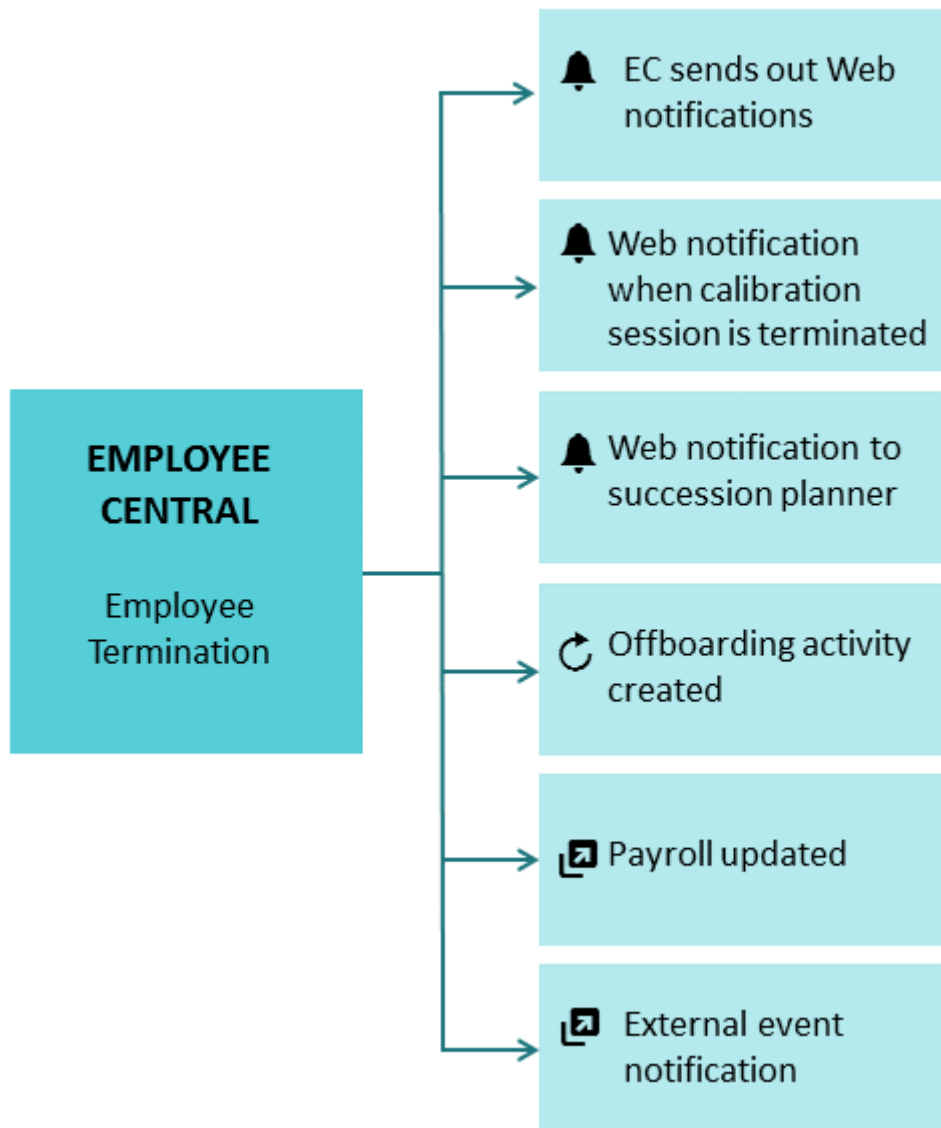 EC sends out Web
notifications
Web notification
when calibration
session is terminated
EMPLOYEE
CENTRAL
Employee
Termination
Web notification to
succession planner
Offboarding activity
created
Payroll updated
External event
notification